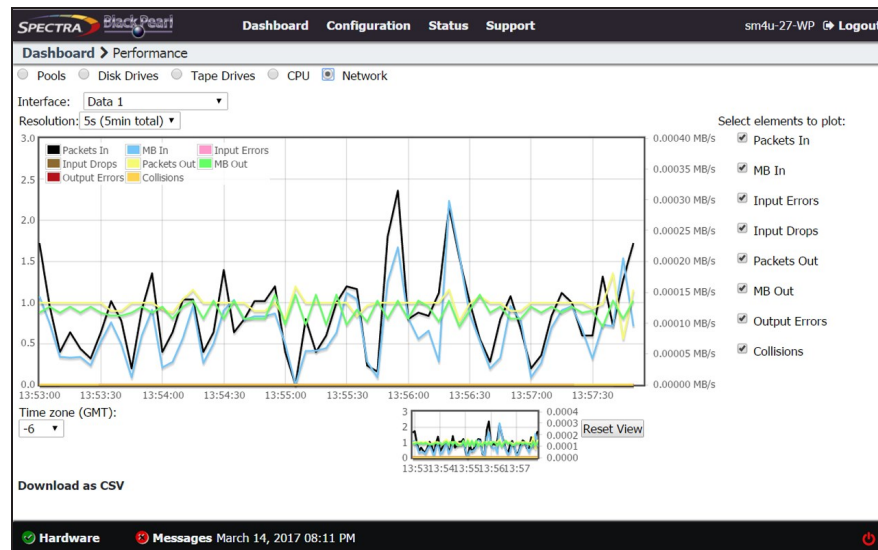 SPECTRA BlackPearl Dashboard Configuration Status Support sm4u-27-WP Logout
Dashboard > Performance
Pools Disk Drives Tape Drives CPU Network
Interface: Data 1
Resolution: 5s (5min total)
Select elements to plot:
Packets In
MB In
Input Errors
Input Drops
Packets Out
MB Out
Output Errors
Collisions
3.0
2.5
2.0
1.5
1.0
0.5
0.0
Packets In MB In Input Errors
Input Drops Packets Out MB Out
Output Errors Collisions
0.00040 MB/s
0.00035 MB/s
0.00030 MB/s
0.00025 MB/s
0.00020 MB/s
0.00015 MB/s
0.00010 MB/s
0.00005 MB/s
0.00000 MB/s
13:53:00 13:53:30 13:54:00 13:54:30 13:55:00 13:55:30 13:56:00 13:56:30 13:57:00 13:57:30
Time zone (GMT):
-6
3
2
1
0
0.0004
0.0003
0.0002
0.0001
0.0000
13:53 13:54 13:55 13:56 13:57
Reset View
Download as CSV
Hardware Messages March 14, 2017 08:11 PM